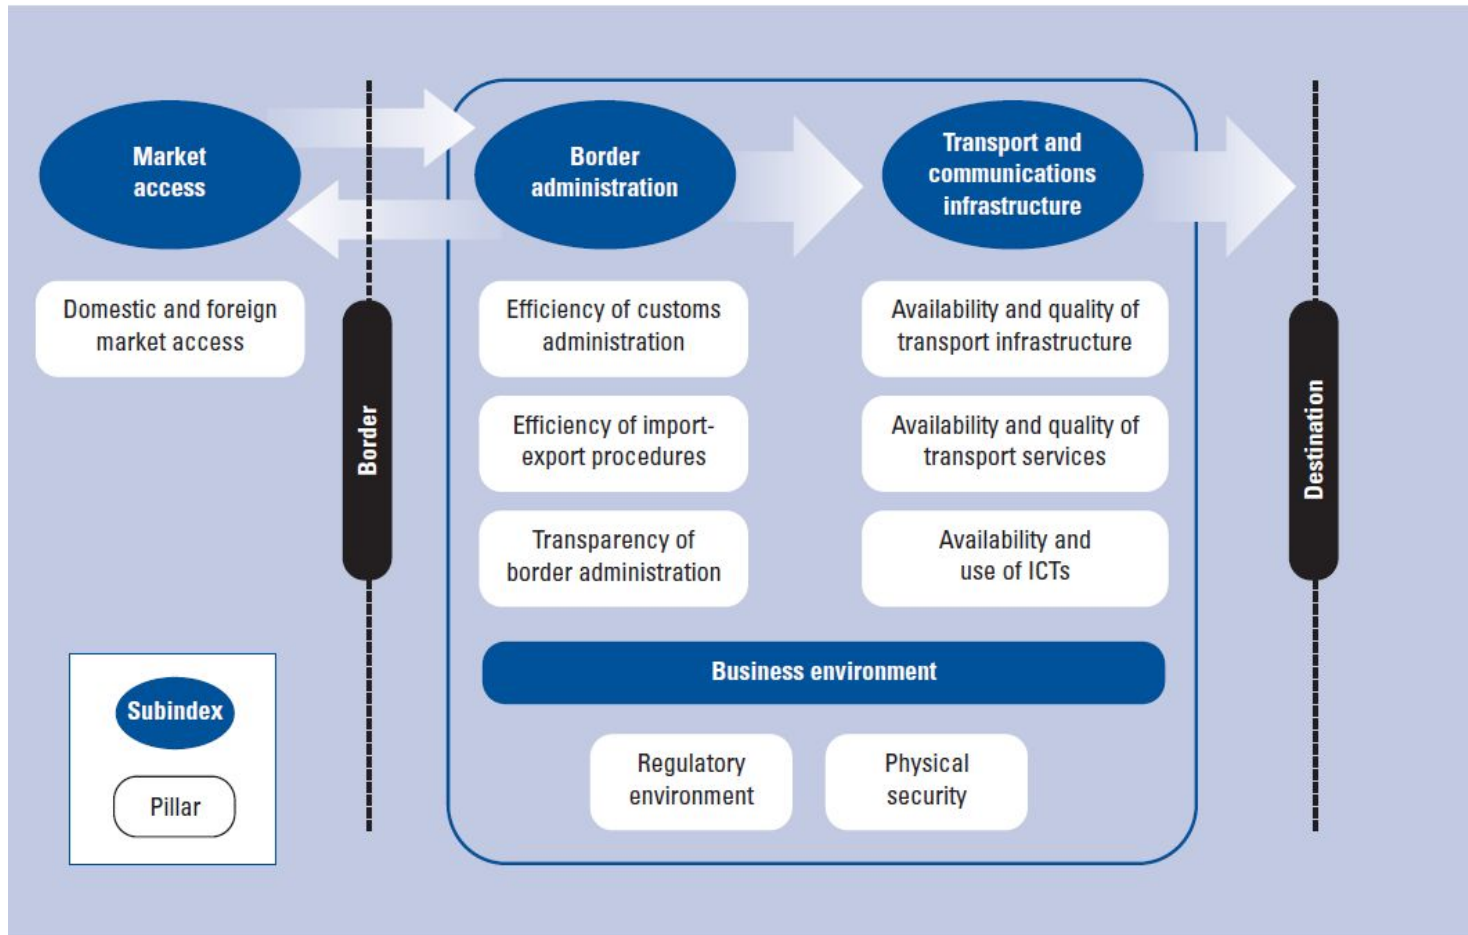 Market
access
Border
administration
Transport and
communications
infrastructure
Domestic and foreign
market access
Efficiency of customs
administration
Availability and quality of
transport infrastructure
Efficiency of import-
export procedures
Availability and quality of
transport services
Transparency of
border administration
Availability and
use of ICTs
Border
Destination
Business environment
Regulatory
environment
Physical
security
Subindex
Pillar